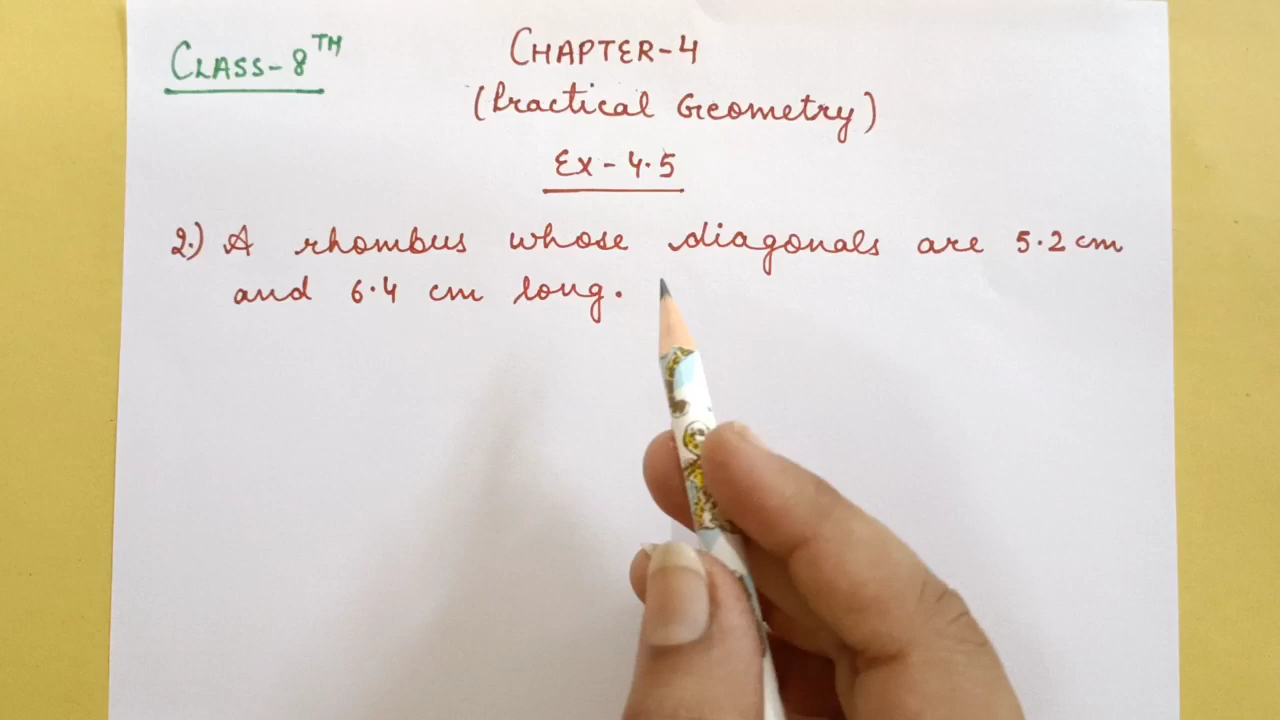 CLASS-8TH
CHAPTER-4
(Practical Geometry)
Ex-4.5
2.) A rhombus whose diagonals are 5.2 cm
and 6.4 cm long.